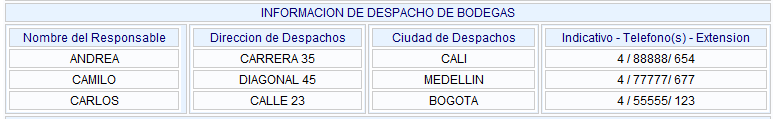 INFORMACION DE DESPACHO DE BODEGAS
Nombre del Responsable Direccion de Despachos Ciudad de Despachos Indicativo - Telefono(s) - Extension
ANDREA CARRERA 35 CALI 4 / 88888/ 654
CAMILO DIAGONAL 45 MEDELLIN 4 / 77777/ 677
CARLOS CALLE 23 BOGOTA 4 / 55555/ 123